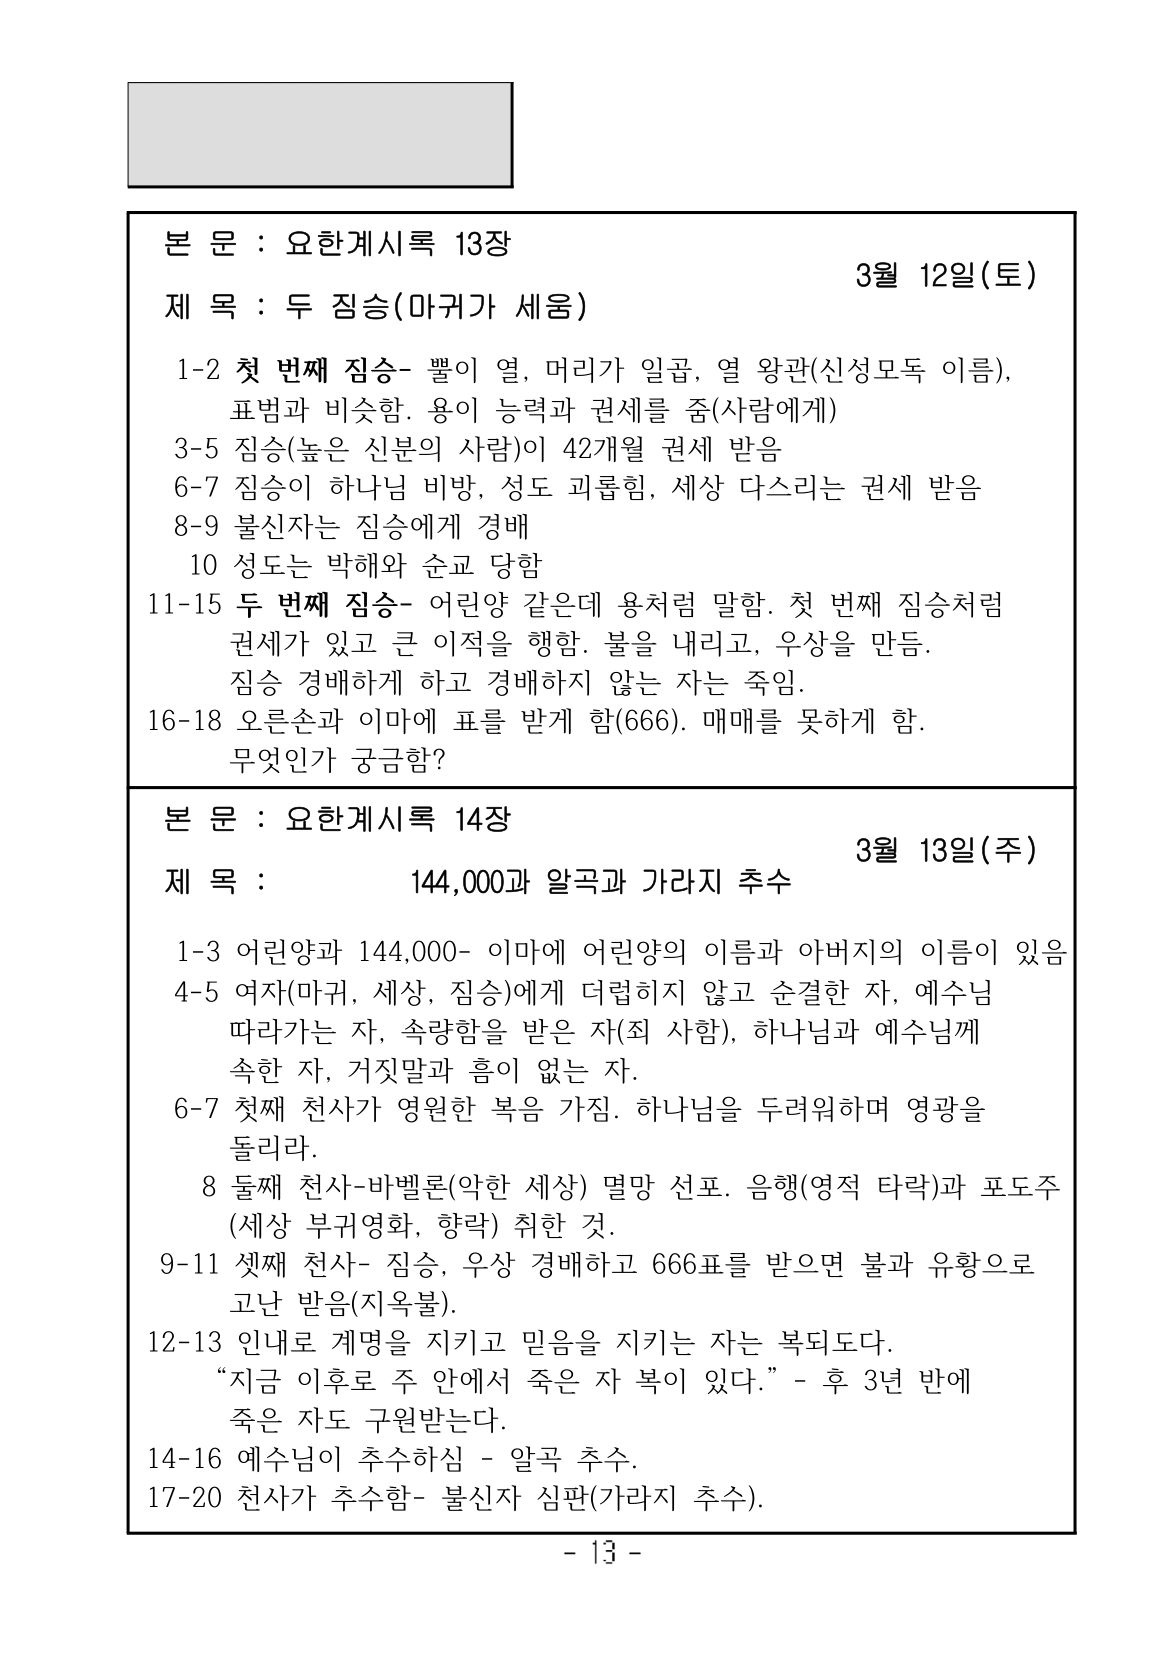 본 문 : 요한계시록 13장
3월 12일(토)
제 목 : 두 짐승(마귀가 세움)
1-2 첫 번째 짐승- 뿔이 열, 머리가 일곱, 열 왕관(신성모독 이름),
표범과 비슷함. 용이 능력과 권세를 줌(사람에게)
3-5 짐승(높은 신분의 사람)이 42개월 권세 받음
6-7 짐승이 하나님 비방, 성도 괴롭힘, 세상 다스리는 권세 받음
8-9 불신자는 짐승에게 경배
10 성도는 박해와 순교 당함
11-15 두 번째 짐승- 어린양 같은데 용처럼 말함. 첫 번째 짐승처럼
권세가 있고 큰 이적을 행함. 불을 내리고, 우상을 만듬.
짐승 경배하게 하고 경배하지 않는 자는 죽임.
16-18 오른손과 이마에 표를 받게 함(666). 매매를 못하게 함.
무엇인가 궁금함?
본 문 : 요한계시록 14장
3월 13일(주)
제 목 : 144,000과 알곡과 가라지 추수
1-3 어린양과 144,000- 이마에 어린양의 이름과 아버지의 이름이 있음
4-5 여자(마귀, 세상, 짐승)에게 더럽히지 않고 순결한 자, 예수님
따라가는 자, 속량함을 받은 자(죄 사함), 하나님과 예수님께
속한 자, 거짓말과 흠이 없는 자.
6-7 첫째 천사가 영원한 복음 가짐. 하나님을 두려워하며 영광을
돌리라.
8 둘째 천사-바벨론(악한 세상) 멸망 선포. 음행(영적 타락)과 포도주
(세상 부귀영화, 향락) 취한 것.
9-11 셋째 천사- 짐승, 우상 경배하고 666표를 받으면 불과 유황으로
고난 받음(지옥불).
12-13 인내로 계명을 지키고 믿음을 지키는 자는 복되도다.
“지금 이후로 주 안에서 죽은 자 복이 있다.” - 후 3년 반에
죽은 자도 구원받는다.
14-16 예수님이 추수하심 - 알곡 추수.
17-20 천사가 추수함- 불신자 심판(가라지 추수).
- 13 -